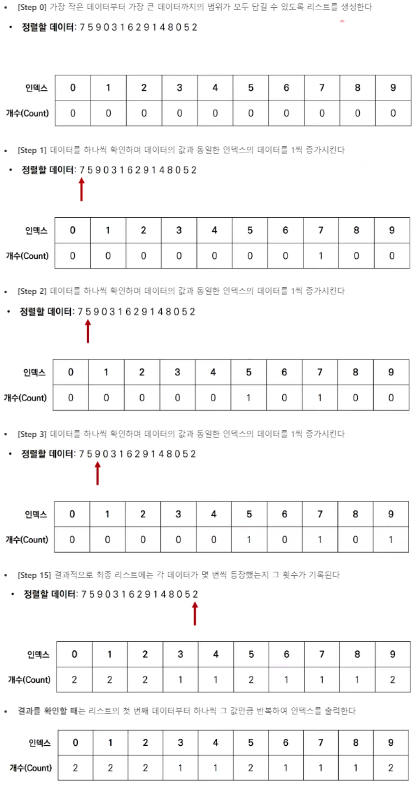 • [Step 0] 가장 작은 데이터부터 가장 큰 데이터까지의 범위가 모두 담길 수 있도록 리스트를 생성한다
• 정렬할 데이터: 7 5 9 0 3 1 6 2 9 1 4 8 0 5 2
인덱스 0 1 2 3 4 5 6 7 8 9
개수(Count) 0 0 0 0 0 0 0 0 0 0
• [Step 1] 데이터를 하나씩 확인하며 데이터의 값과 동일한 인덱스의 데이터를 1씩 증가시킨다
• 정렬할 데이터: 7 5 9 0 3 1 6 2 9 1 4 8 0 5 2
인덱스 0 1 2 3 4 5 6 7 8 9
개수(Count) 0 0 0 0 0 0 0 1 0 0
• [Step 2] 데이터를 하나씩 확인하며 데이터의 값과 동일한 인덱스의 데이터를 1씩 증가시킨다
• 정렬할 데이터: 7 5 9 0 3 1 6 2 9 1 4 8 0 5 2
인덱스 0 1 2 3 4 5 6 7 8 9
개수(Count) 0 0 0 0 0 1 0 1 0 0
• [Step 3] 데이터를 하나씩 확인하며 데이터의 값과 동일한 인덱스의 데이터를 1씩 증가시킨다
• 정렬할 데이터: 7 5 9 0 3 1 6 2 9 1 4 8 0 5 2
인덱스 0 1 2 3 4 5 6 7 8 9
개수(Count) 0 0 0 0 0 1 0 1 0 1
• [Step 15] 결과적으로 최종 리스트에는 각 데이터가 몇 번씩 등장했는지 그 횟수가 기록된다
• 정렬할 데이터: 7 5 9 0 3 1 6 2 9 1 4 8 0 5 2
인덱스 0 1 2 3 4 5 6 7 8 9
개수(Count) 2 2 2 1 1 2 1 1 1 2
• 결과를 확인할 때는 리스트의 첫 번째 데이터부터 하나씩 그 값만큼 반복하여 인덱스를 출력한다
인덱스 0 1 2 3 4 5 6 7 8 9
개수(Count) 2 2 2 1 1 2 1 1 1 2